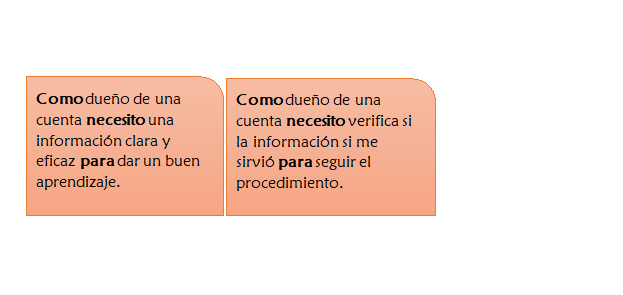 Como dueño de una
cuenta necesito una
información clara y
eficaz para dar un buen
aprendizaje.
Como dueño de una
cuenta necesito verifica si
la información si me
sirvió para seguir el
procedimiento.